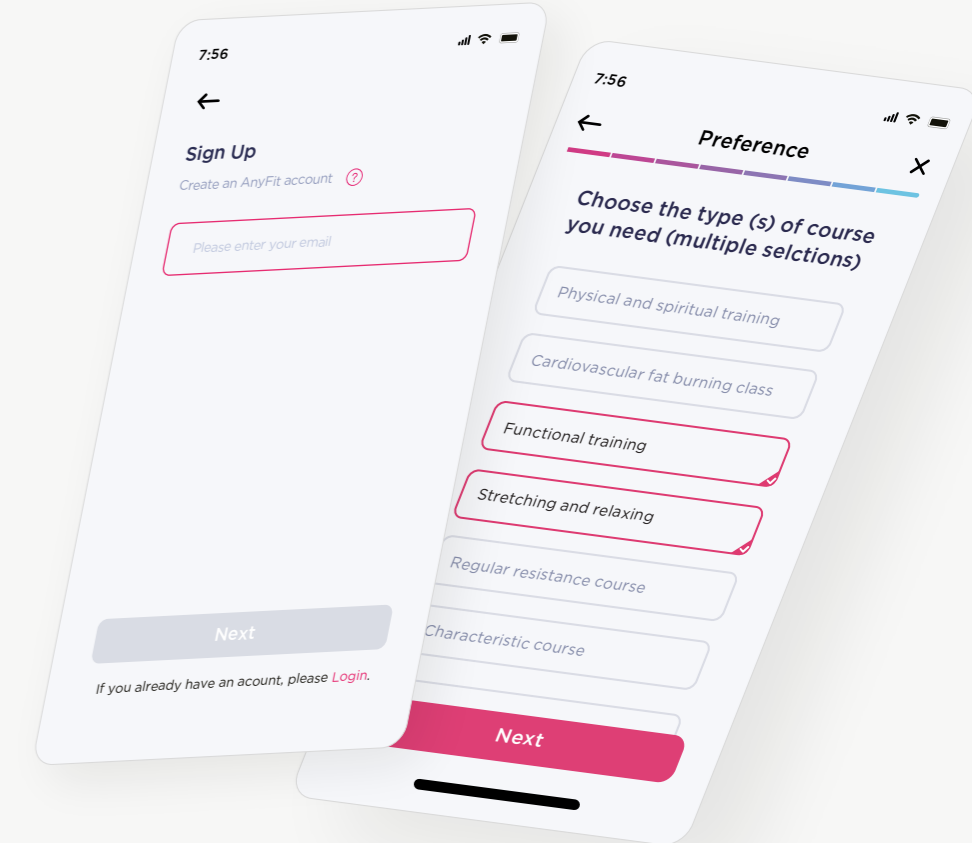 7:56
Sign Up
Create an AnyFit account ?
Please enter your email
Next
If you already have an acount, please Login.
7:56
Preference
Choose the type (s) of course
you need (multiple selctions)
Physical and spiritual training
Cardiovascular fat burning class
Functional training
Stretching and relaxing
Regular resistance course
Characteristic course
Next